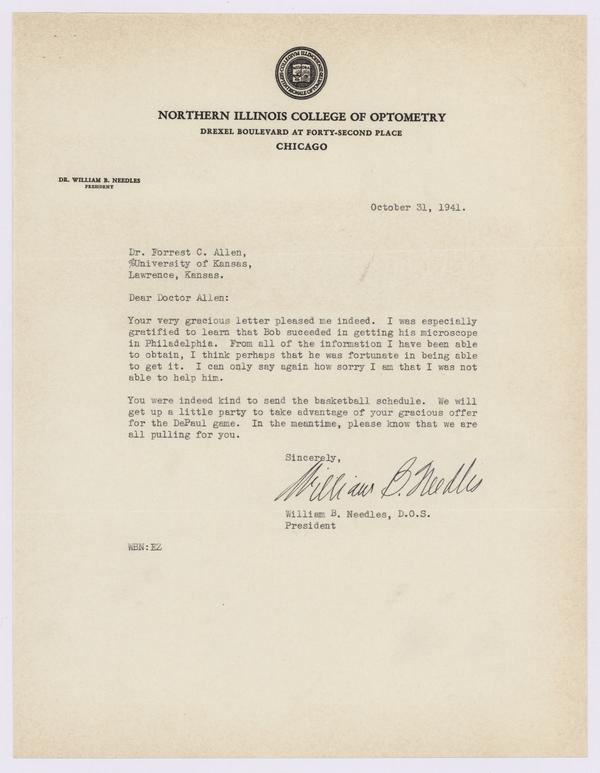 NORTHERN ILLINOIS COLLEGE OF OPTOMETRY
DREXEL BOULEVARD AT FORTY-SECOND PLACE
CHICAGO
DR. WILLIAM B. NEEDLES
PRESIDENT
October 31, 1941.
Dr. Forrest C. Allen,
%University of Kansas,
Lawrence, Kansas.
Dear Doctor Allen:
Your very gracious letter pleased me indeed. I was especially
gratified to learn that Bob suceeded in getting his microscope
in Philadelphia. From all of the information I have been able
to obtain, I think perhaps that he was fortunate in being able
to get it. I can only say again how sorry I am that I was not
able to help him.
You were indeed kind to send the basketball schedule. We will
get up a little party to take advantage of your gracious offer
for the DePaul game. In the meantime, please know that we are
all pulling for you.
Sincerely,
William B. Needles
William B. Needles, D.O.S.
President
WBN:EZ